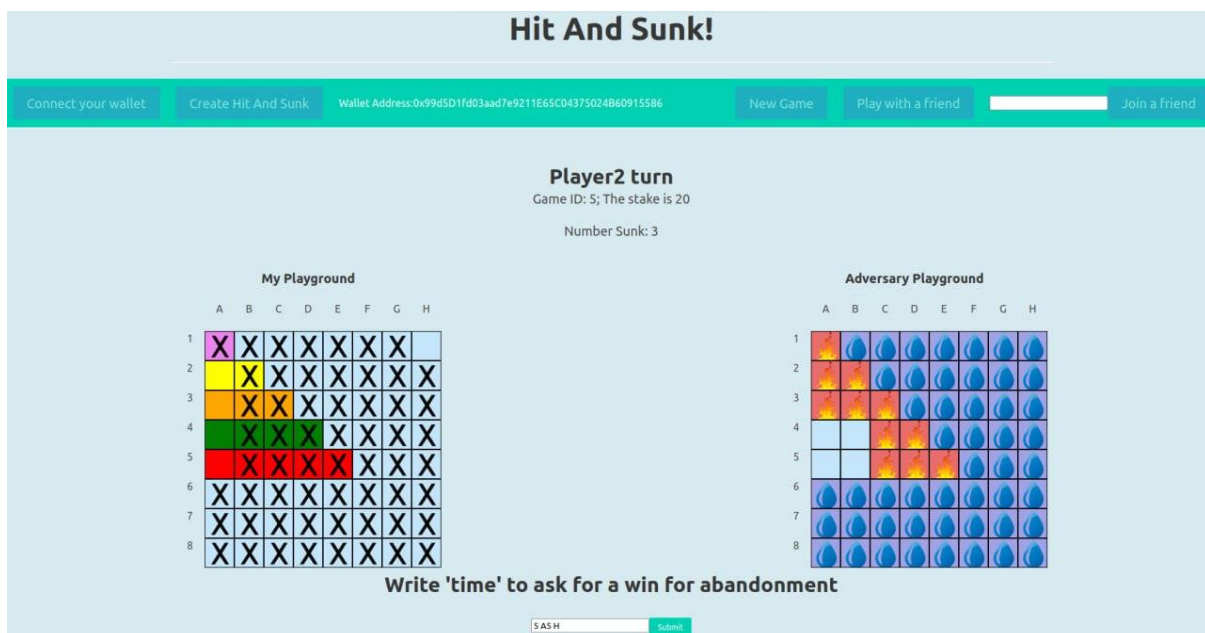 Hit And Sunk!
Connect your wallet Create Hit And Sunk Wallet Address:0x99d5D1fd03aad7e9211E65C04375024B60915586 New Game Play with a friend Join a friend
Player2 turn
Game ID: 5; The stake is 20
Number Sunk: 3
My Playground Adversary Playground
A B C D E F G H A B C D E F G H
1 X X X X X X X 1
2 X X X X X X X 2
3 X X X X X X X 3
4 X X X X X X X 4
5 X X X X X X X 5
6 X X X X X X X X 6
7 X X X X X X X X 7
8 X X X X X X X X 8
Write 'time' to ask for a win for abandonment
5 A5 H Submit